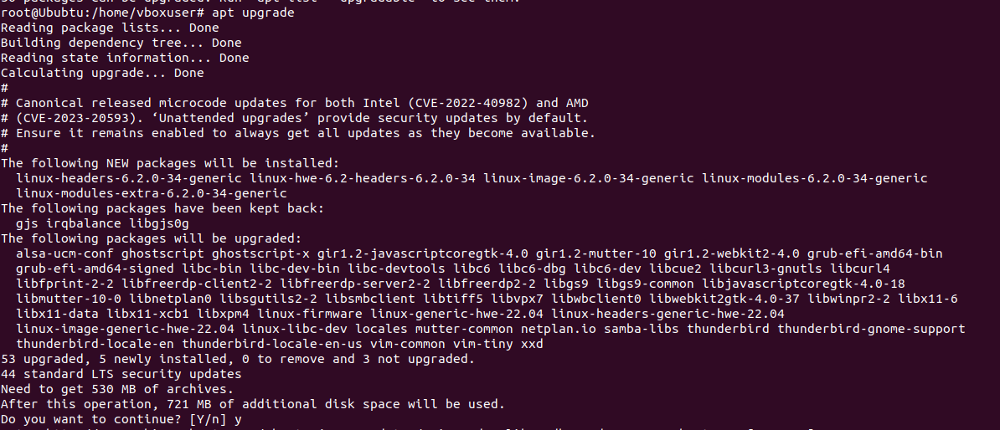 root@Ububtu:/home/vboxuser# apt upgrade
Reading package lists... Done
Building dependency tree... Done
Reading state information... Done
Calculating upgrade... Done
#
# Canonical released microcode updates for both Intel (CVE-2022-40982) and AMD
# (CVE-2023-20593). ‘Unattended upgrades’ provide security updates by default.
# Ensure it remains enabled to always get all updates as they become available.
#
The following NEW packages will be installed:
  linux-headers-6.2.0-34-generic linux-hwe-6.2-headers-6.2.0-34 linux-image-6.2.0-34-generic linux-modules-6.2.0-34-generic
  linux-modules-extra-6.2.0-34-generic
The following packages have been kept back:
  gjs irqbalance libgjs0g
The following packages will be upgraded:
  alsa-ucm-conf ghostscript ghostscript-x gir1.2-javascriptcoregtk-4.0 gir1.2-mutter-10 gir1.2-webkit2-4.0 grub-efi-amd64-bin
  grub-efi-amd64-signed libc-bin libc-dev-bin libc-devtools libc6 libc6-dbg libc6-dev libcue2 libcurl3-gnutls libcurl4
  libfprint-2-2 libfreerdp-client2-2 libfreerdp-server2-2 libfreerdp2-2 libgs9 libgs9-common libjavascriptcoregtk-4.0-18
  libmutter-10-0 libnetplan0 libsgutils2-2 libsmbclient libtiff5 libvpx7 libwbclient0 libwebkit2gtk-4.0-37 libwinpr2-2 libx11-6
  libx11-data libx11-xcb1 libxpm4 linux-firmware linux-generic-hwe-22.04 linux-headers-generic-hwe-22.04
  linux-image-generic-hwe-22.04 linux-libc-dev locales mutter-common netplan.io samba-libs thunderbird thunderbird-gnome-support
  thunderbird-locale-en thunderbird-locale-en-us vim-common vim-tiny xxd
53 upgraded, 5 newly installed, 0 to remove and 3 not upgraded.
44 standard LTS security updates
Need to get 530 MB of archives.
After this operation, 721 MB of additional disk space will be used.
Do you want to continue? [Y/n] y